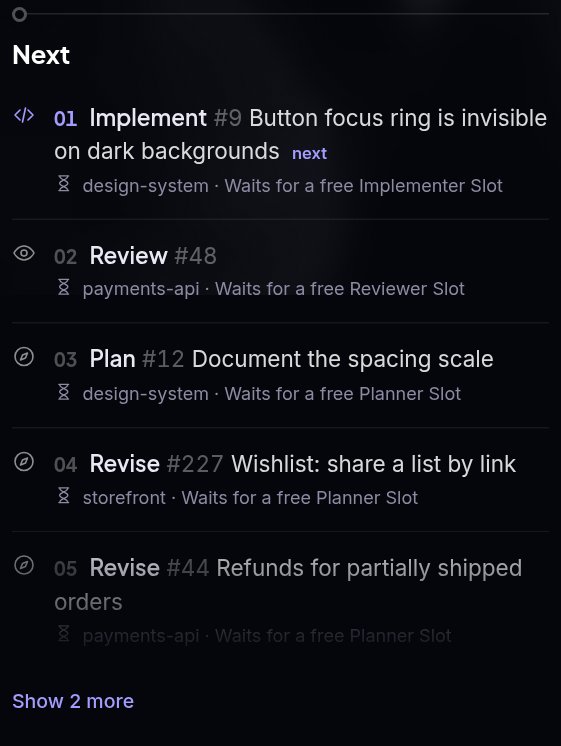 Next
01 Implement #9 Button focus ring is invisible
on dark backgrounds next
design-system · Waits for a free Implementer Slot
02 Review #48
payments-api · Waits for a free Reviewer Slot
03 Plan #12 Document the spacing scale
design-system · Waits for a free Planner Slot
04 Revise #227 Wishlist: share a list by link
storefront · Waits for a free Planner Slot
05 Revise #44 Refunds for partially shipped
orders
payments-api · Waits for a free Planner Slot
Show 2 more